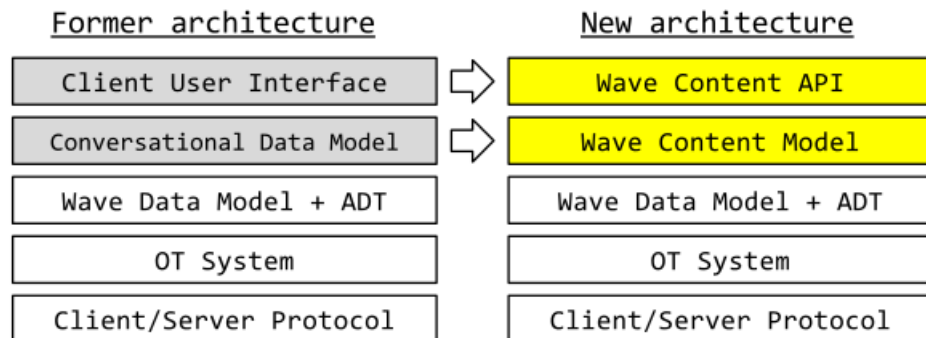 Former architecture
New architecture
Client User Interface
Wave Content API
Conversational Data Model
Wave Content Model
Wave Data Model + ADT
Wave Data Model + ADT
OT System
OT System
Client/Server Protocol
Client/Server Protocol